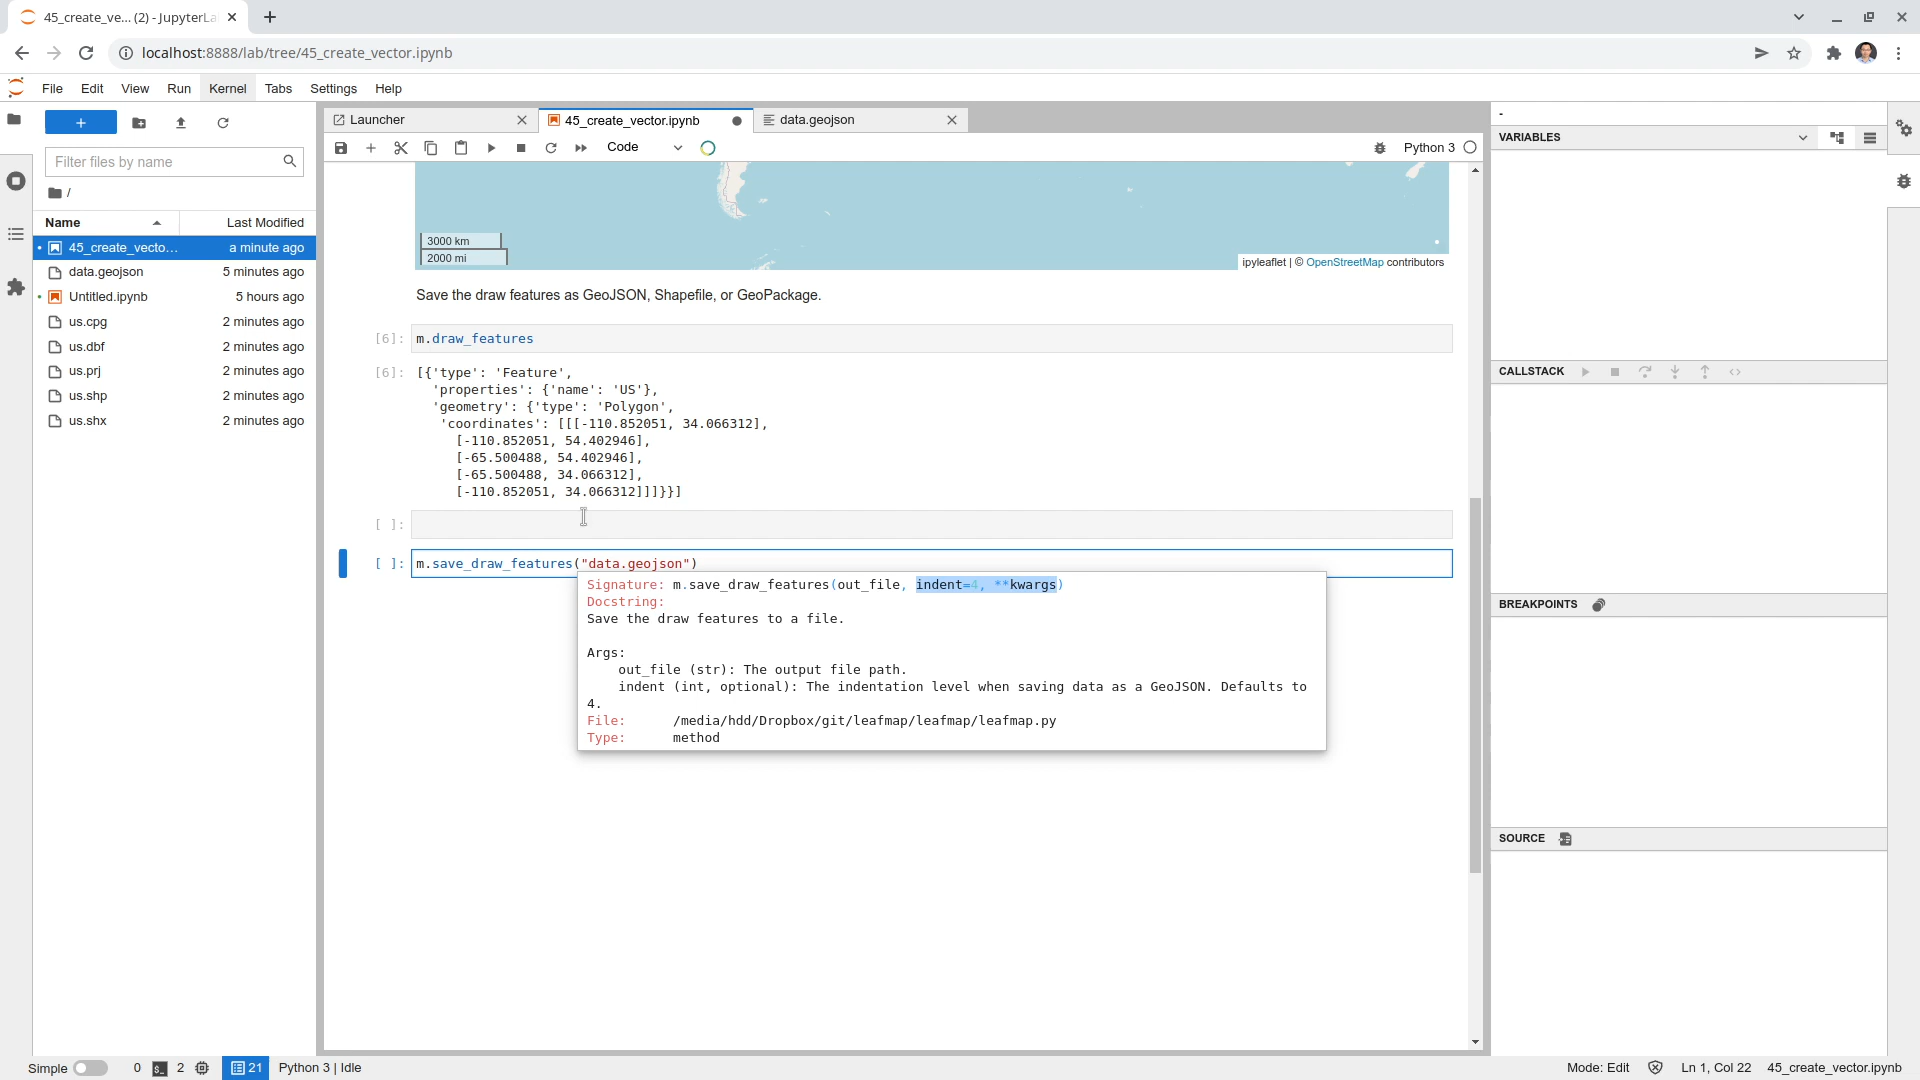 45_create_ve... (2) - JupyterLa
localhost:8888/lab/tree/45_create_vector.ipynb
File Edit View Run Kernel Tabs Settings Help
Launcher
45_create_vector.ipynb
data.geojson
Code
Python 3
Filter files by name
/
Name Last Modified
45_create_vecto... a minute ago
data.geojson 5 minutes ago
Untitled.ipynb 5 hours ago
us.cpg 2 minutes ago
us.dbf 2 minutes ago
us.prj 2 minutes ago
us.shp 2 minutes ago
us.shx 2 minutes ago
3000 km
2000 mi
ipyleaflet | © OpenStreetMap contributors
Save the draw features as GeoJSON, Shapefile, or GeoPackage.
[6]: m.draw_features
[6]: [{'type': 'Feature',
'properties': {'name': 'US'},
'geometry': {'type': 'Polygon',
'coordinates': [[[-110.852051, 34.066312],
[-110.852051, 54.402946],
[-65.500488, 54.402946],
[-65.500488, 34.066312],
[-110.852051, 34.066312]]]}}]
[ ]:
[ ]: m.save_draw_features("data.geojson")
Signature: m.save_draw_features(out_file, indent=4, **kwargs)
Docstring:
Save the draw features to a file.
Args:
out_file (str): The output file path.
indent (int, optional): The indentation level when saving data as a GeoJSON. Defaults to
4.
File: /media/hdd/Dropbox/git/leafmap/leafmap/leafmap.py
Type: method
-
VARIABLES
CALLSTACK
BREAKPOINTS
SOURCE
Simple 0 2 21 Python 3 | Idle
Mode: Edit Ln 1, Col 22 45_create_vector.ipynb